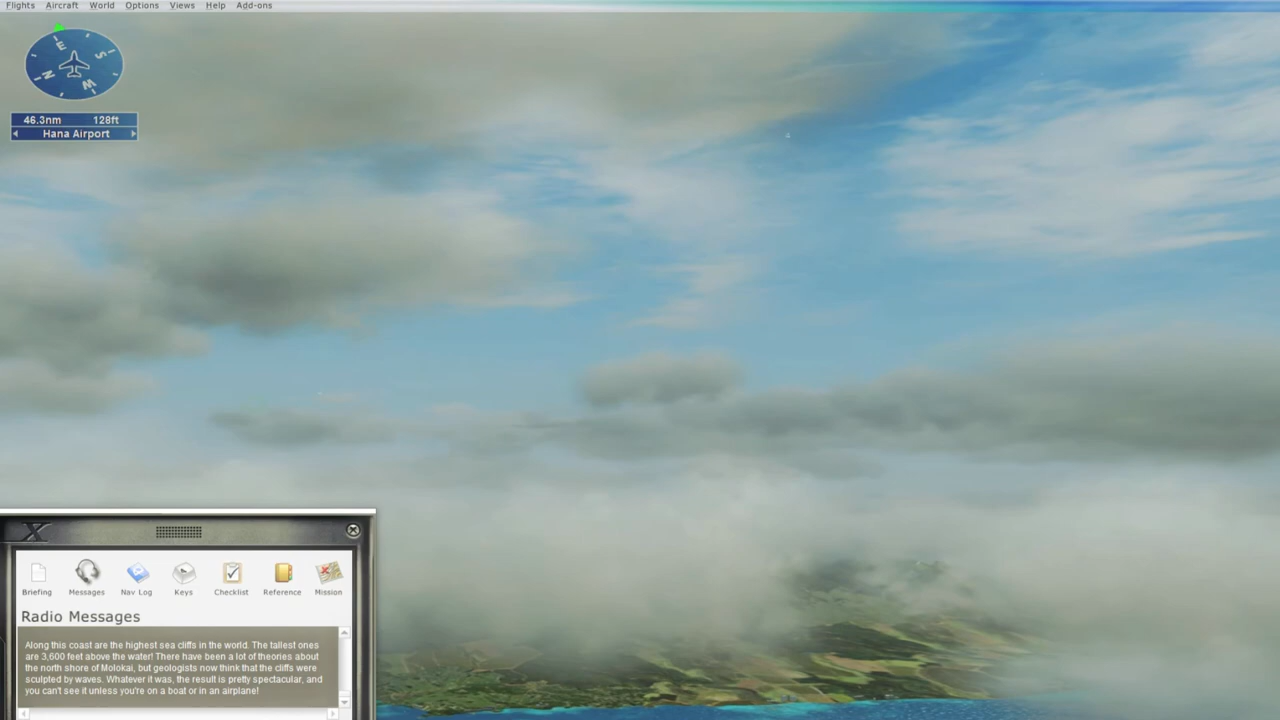 Flights Aircraft World Options Views Help Add-ons
E
S
N
W
46.3nm 128ft
Hana Airport
X
Briefing Messages Nav Log Keys Checklist Reference Mission
Radio Messages
Along this coast are the highest sea cliffs in the world. The tallest ones
are 3,600 feet above the water! There have been a lot of theories about
the north shore of Molokai, but geologists now think that the cliffs were
sculpted by waves. Whatever it was, the result is pretty spectacular, and
you can't see it unless you're on a boat or in an airplane!